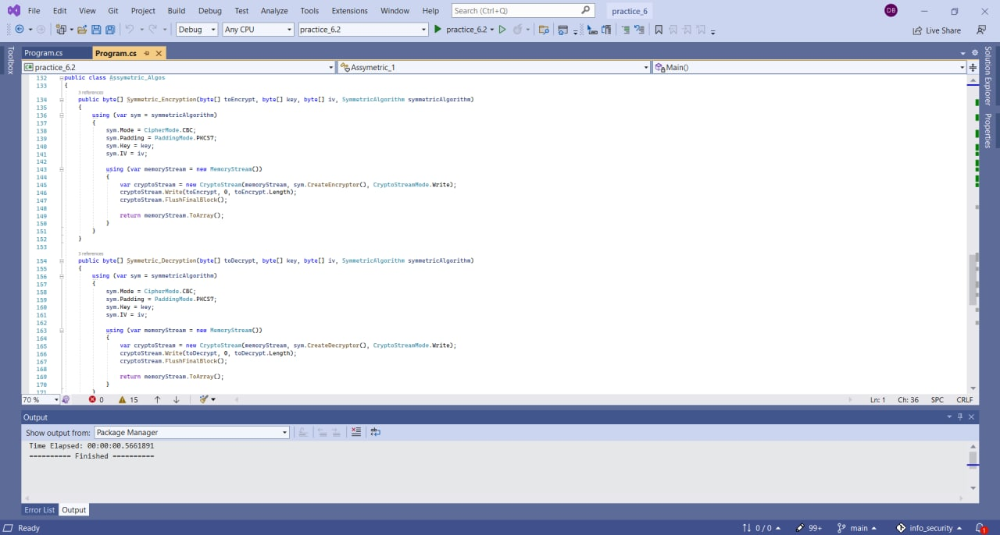 File Edit View Git Project Build Debug Test Analyze Tools Extensions Window Help Search (Ctrl+Q) practice_6 DB
Debug Any CPU practice_6.2 practice_6.2 Live Share
Toolbox
Program.cs Program.cs
practice_6.2 Assymetric_1 Main()
132 public class Assymetric_Algos
133 {
3 references
134 public byte[] Symmetric_Encryption(byte[] toEncrypt, byte[] key, byte[] iv, SymmetricAlgorithm symmetricAlgorithm)
135 {
136 using (var sym = symmetricAlgorithm)
137 {
138 sym.Mode = CipherMode.CBC;
139 sym.Padding = PaddingMode.PKCS7;
140 sym.Key = key;
141 sym.IV = iv;
142
143 using (var memoryStream = new MemoryStream())
144 {
145 var cryptoStream = new CryptoStream(memoryStream, sym.CreateEncryptor(), CryptoStreamMode.Write);
146 cryptoStream.Write(toEncrypt, 0, toEncrypt.Length);
147 cryptoStream.FlushFinalBlock();
148
149 return memoryStream.ToArray();
150 }
151 }
152 }
153
3 references
154 public byte[] Symmetric_Decryption(byte[] toDecrypt, byte[] key, byte[] iv, SymmetricAlgorithm symmetricAlgorithm)
155 {
156 using (var sym = symmetricAlgorithm)
157 {
158 sym.Mode = CipherMode.CBC;
159 sym.Padding = PaddingMode.PKCS7;
160 sym.Key = key;
161 sym.IV = iv;
162
163 using (var memoryStream = new MemoryStream())
164 {
165 var cryptoStream = new CryptoStream(memoryStream, sym.CreateDecryptor(), CryptoStreamMode.Write);
166 cryptoStream.Write(toDecrypt, 0, toDecrypt.Length);
167 cryptoStream.FlushFinalBlock();
168
169 return memoryStream.ToArray();
170 }
171 }
Solution Explorer
Properties
70 % 0 15 Ln: 1 Ch: 36 SPC CRLF
Output
Show output from: Package Manager
Time Elapsed: 00:00:00.5661891
========== Finished ==========
Error List Output
Ready 0 / 0 99+ main info_security 1